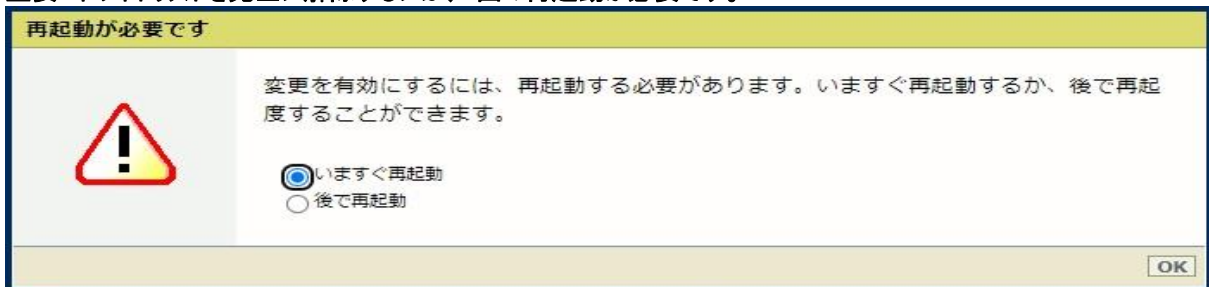 再起動が必要です
変更を有効にするには、再起動する必要があります。いますぐ再起動するか、後で再起
度することができます。
いますぐ再起動
後で再起動
OK